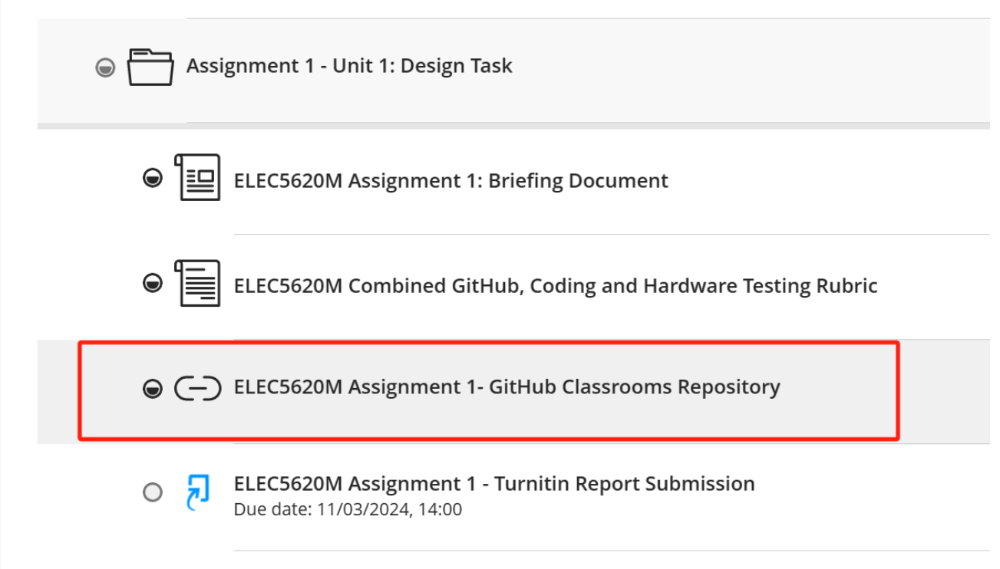 Assignment 1 - Unit 1: Design Task
ELEC5620M Assignment 1: Briefing Document
ELEC5620M Combined GitHub, Coding and Hardware Testing Rubric
ELEC5620M Assignment 1- GitHub Classrooms Repository
ELEC5620M Assignment 1 - Turnitin Report Submission
Due date: 11/03/2024, 14:00